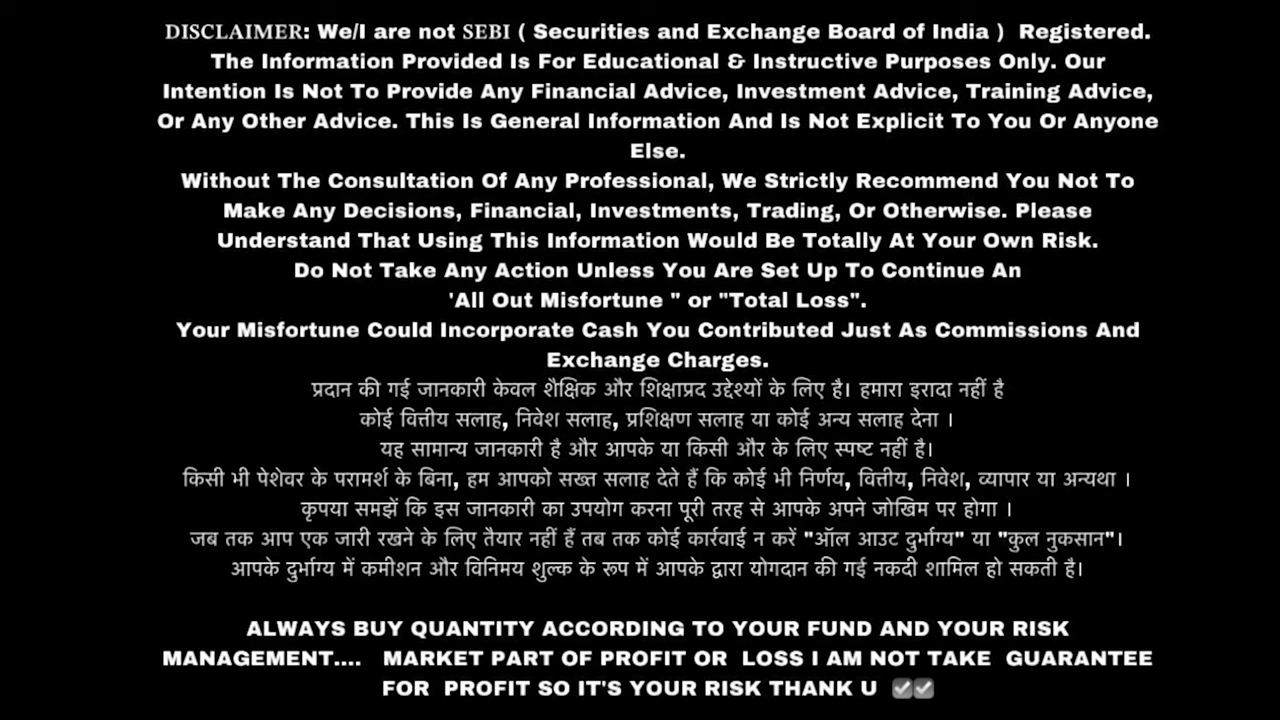 DISCLAIMER: We/I are not SEBI ( Securities and Exchange Board of India )  Registered.
The Information Provided Is For Educational & Instructive Purposes Only. Our
Intention Is Not To Provide Any Financial Advice, Investment Advice, Training Advice,
Or Any Other Advice. This Is General Information And Is Not Explicit To You Or Anyone
Else.
Without The Consultation Of Any Professional, We Strictly Recommend You Not To
Make Any Decisions, Financial, Investments, Trading, Or Otherwise. Please
Understand That Using This Information Would Be Totally At Your Own Risk.
Do Not Take Any Action Unless You Are Set Up To Continue An
'All Out Misfortune " or "Total Loss".
Your Misfortune Could Incorporate Cash You Contributed Just As Commissions And
Exchange Charges.
प्रदान की गई जानकारी केवल शैक्षिक और शिक्षाप्रद उद्देश्यों के लिए है। हमारा इरादा नहीं है
कोई वित्तीय सलाह, निवेश सलाह, प्रशिक्षण सलाह या कोई अन्य सलाह देना ।
यह सामान्य जानकारी है और आपके या किसी और के लिए स्पष्ट नहीं है।
किसी भी पेशेवर के परामर्श के बिना, हम आपको सख्त सलाह देते हैं कि कोई भी निर्णय, वित्तीय, निवेश, व्यापार या अन्यथा ।
कृपया समझें कि इस जानकारी का उपयोग करना पूरी तरह से आपके अपने जोखिम पर होगा ।
जब तक आप एक जारी रखने के लिए तैयार नहीं हैं तब तक कोई कार्रवाई न करें "ऑल आउट दुर्भाग्य" या "कुल नुकसान"।
आपके दुर्भाग्य में कमीशन और विनिमय शुल्क के रूप में आपके द्वारा योगदान की गई नकदी शामिल हो सकती है।
ALWAYS BUY QUANTITY ACCORDING TO YOUR FUND AND YOUR RISK
MANAGEMENT....   MARKET PART OF PROFIT OR  LOSS I AM NOT TAKE  GUARANTEE
FOR  PROFIT SO IT'S YOUR RISK THANK U  ✅✅